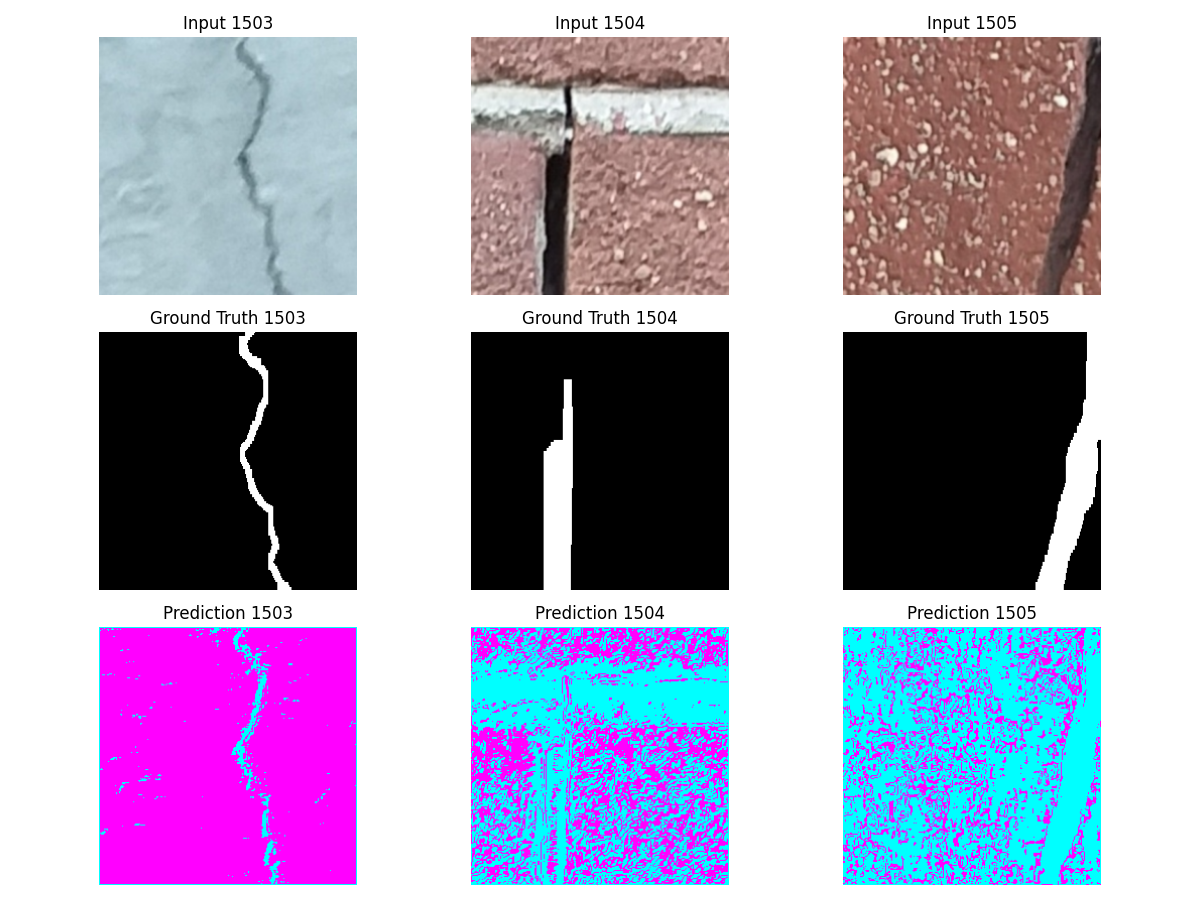 Input 1503
Input 1504
Input 1505
Ground Truth 1503
Ground Truth 1504
Ground Truth 1505
Prediction 1503
Prediction 1504
Prediction 1505